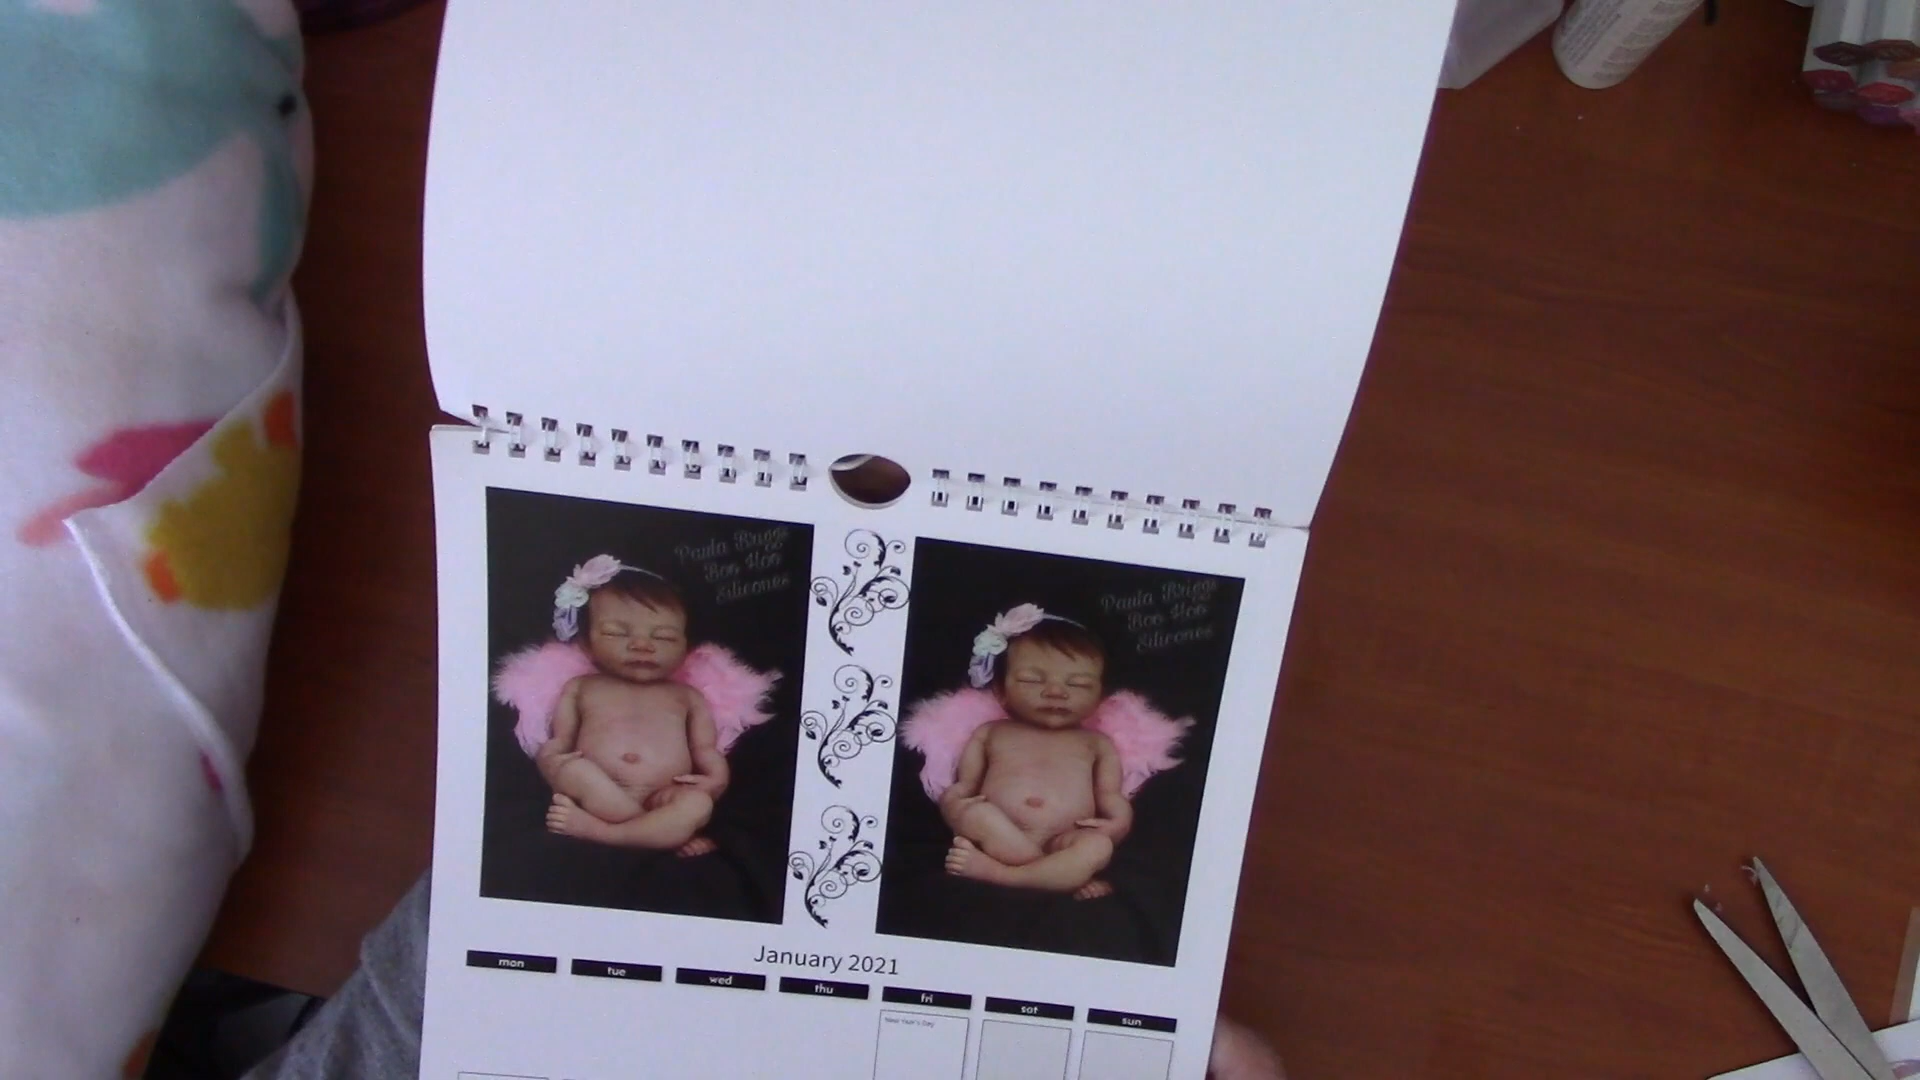 Paula Briggs
Boo Hoo
Silicones
Paula Briggs
Boo Hoo
Silicones
January 2021
mon tue wed thu fri sat sun
New Year's Day